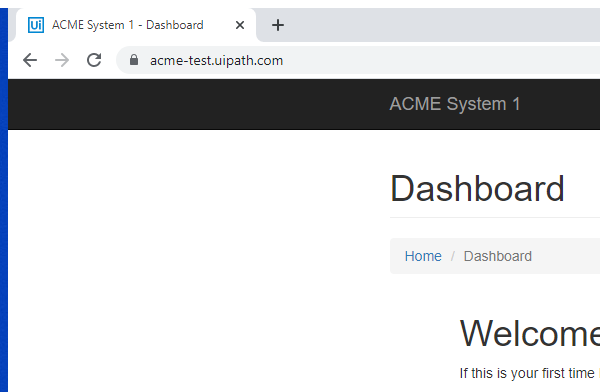 Ui ACME System 1 - Dashboard
acme-test.uipath.com
ACME System 1
Dashboard
Home / Dashboard
Welcome
If this is your first time